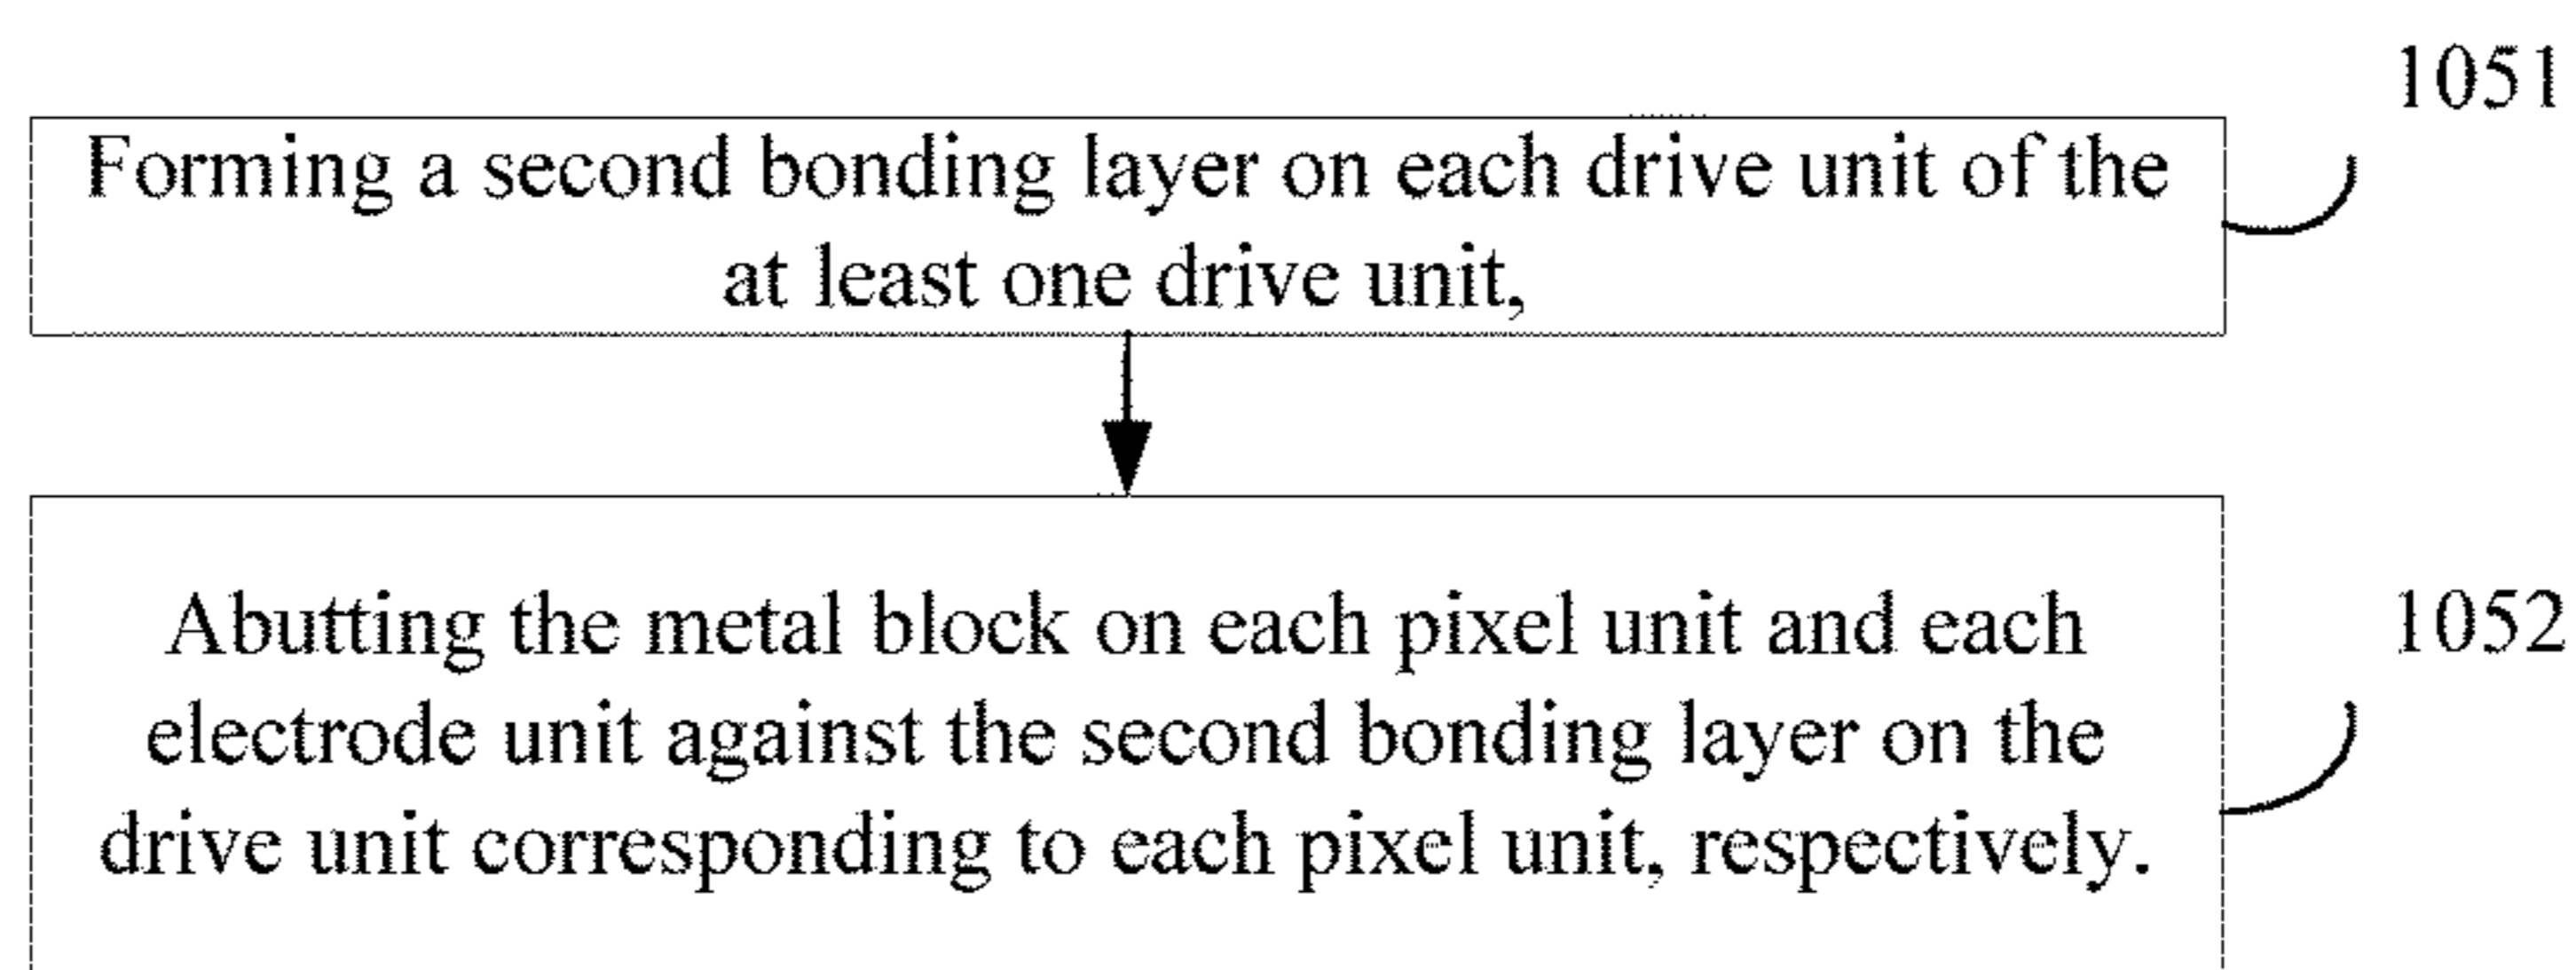 1051
Forming a second bonding layer on each drive unit of the
at least one drive unit,
1052
Abutting the metal block on each pixel unit and each
electrode unit against the second bonding layer on the
drive unit corresponding to each pixel unit, respectively.